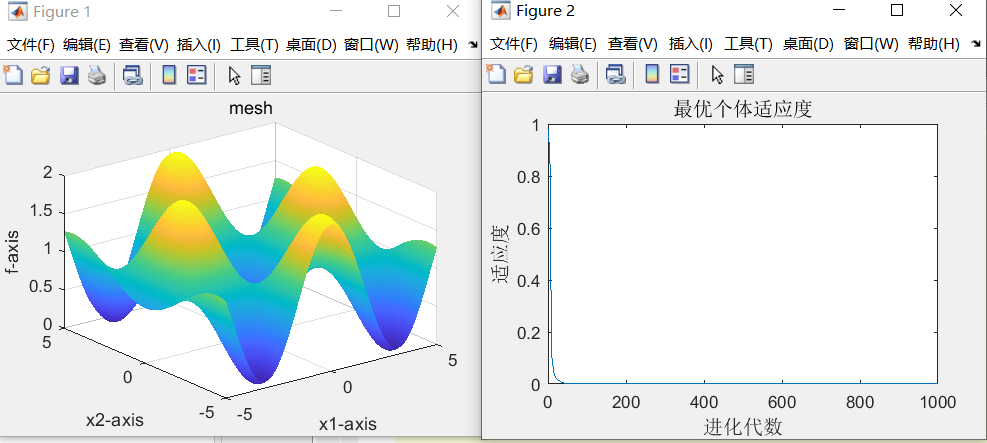 Figure 1
文件(F) 编辑(E) 查看(V) 插入(I) 工具(T) 桌面(D) 窗口(W) 帮助(H)
mesh
2
1.5
1
0.5
0
f-axis
5
0
-5
x2-axis
-5
0
5
x1-axis
Figure 2
文件(F) 编辑(E) 查看(V) 插入(I) 工具(T) 桌面(D) 窗口(W) 帮助(H)
最优个体适应度
1
0.8
0.6
0.4
0.2
0
适应度
0 200 400 600 800 1000
进化代数